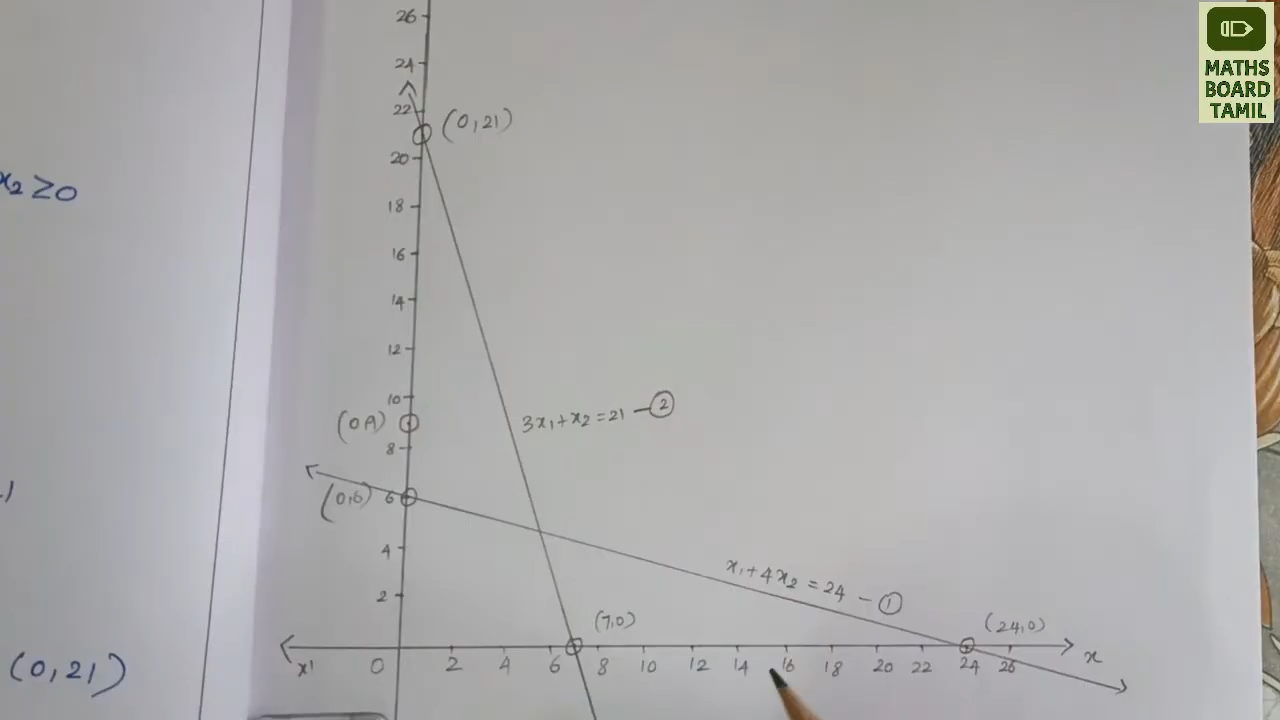 MATHS
BOARD
TAMIL
x₂ ≥ 0
(0,21)
26
24
22
(0,21)
20
18
16
14
12
10
3x₁+x₂=21 — ②
8
(0,6) 6
4
x₁+4x₂ = 24 — ①
2
(7,0)
(24,0)
x' 0 2 4 6 8 10 12 14 16 18 20 22 24 26 x